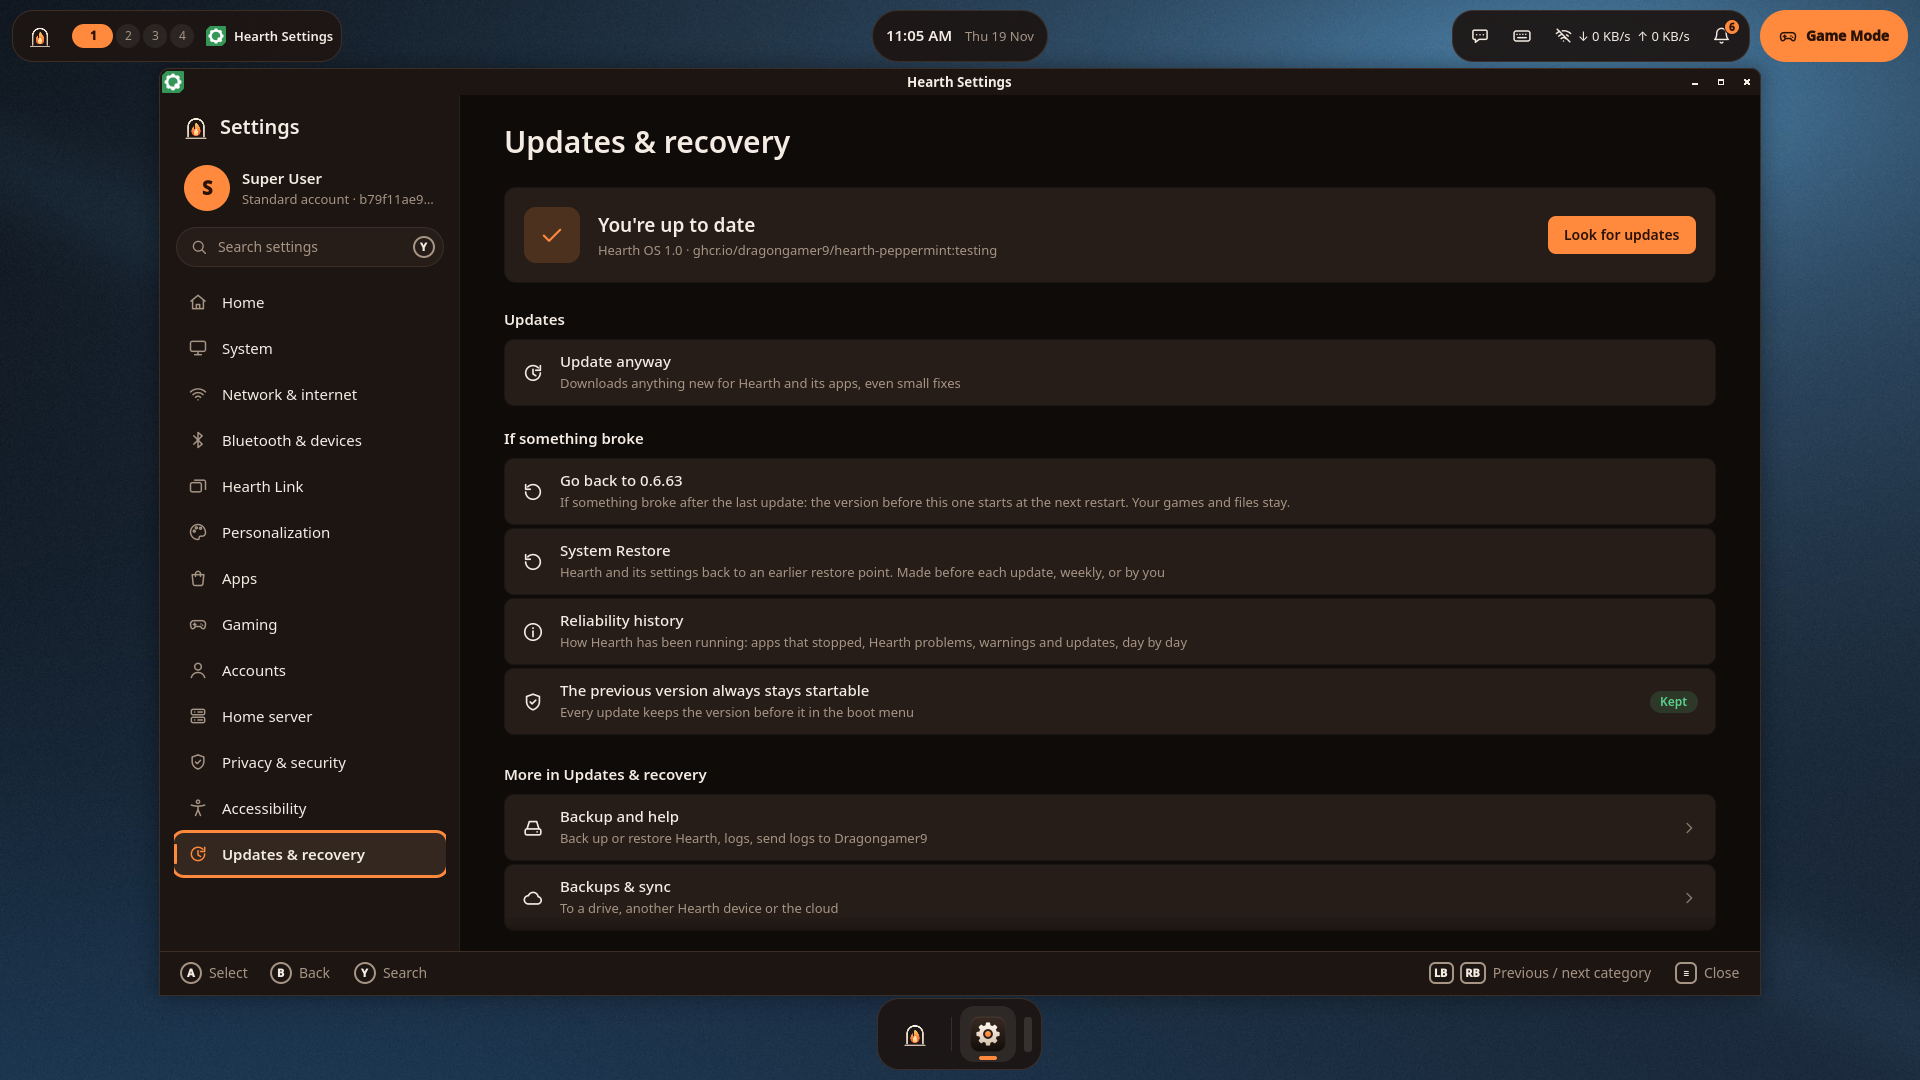 1 2 3 4 Hearth Settings
11:05 AM Thu 19 Nov
↓ 0 KB/s ↑ 0 KB/s 6 Game Mode
Hearth Settings
Settings
S
Super User
Standard account · b79f11ae9...
Search settings Y
Home
System
Network & internet
Bluetooth & devices
Hearth Link
Personalization
Apps
Gaming
Accounts
Home server
Privacy & security
Accessibility
Updates & recovery
Updates & recovery
You're up to date
Hearth OS 1.0 · ghcr.io/dragongamer9/hearth-peppermint:testing
Look for updates
Updates
Update anyway
Downloads anything new for Hearth and its apps, even small fixes
If something broke
Go back to 0.6.63
If something broke after the last update: the version before this one starts at the next restart. Your games and files stay.
System Restore
Hearth and its settings back to an earlier restore point. Made before each update, weekly, or by you
Reliability history
How Hearth has been running: apps that stopped, Hearth problems, warnings and updates, day by day
The previous version always stays startable
Every update keeps the version before it in the boot menu
Kept
More in Updates & recovery
Backup and help
Back up or restore Hearth, logs, send logs to Dragongamer9
Backups & sync
To a drive, another Hearth device or the cloud
A Select B Back Y Search
LB RB Previous / next category ≡ Close